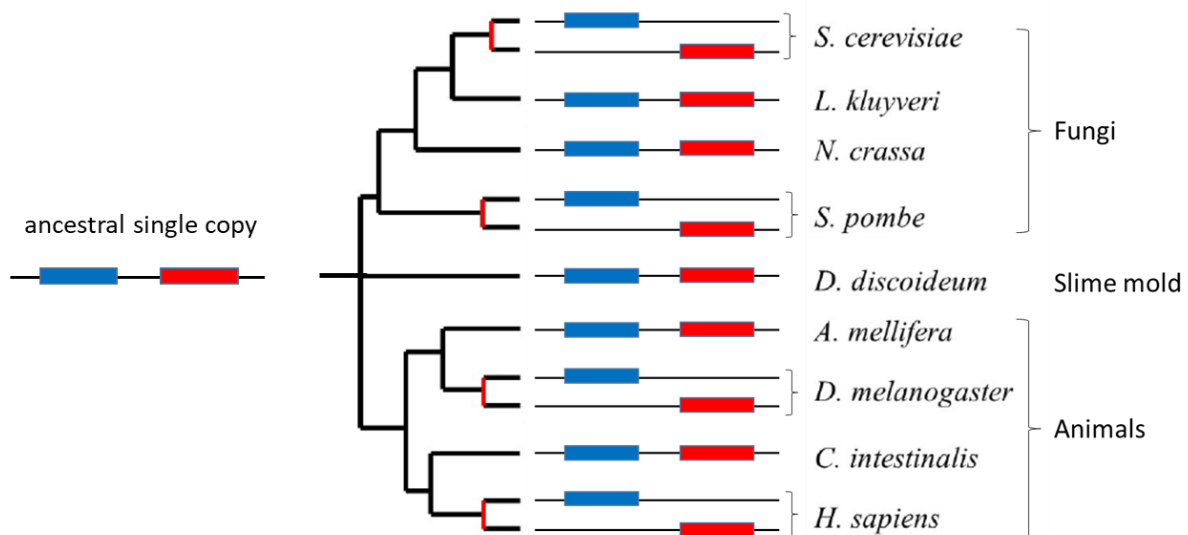 ancestral single copy
S. cerevisiae
L. kluyveri
N. crassa
S. pombe
Fungi
D. discoideum
Slime mold
A. mellifera
D. melanogaster
C. intestinalis
H. sapiens
Animals